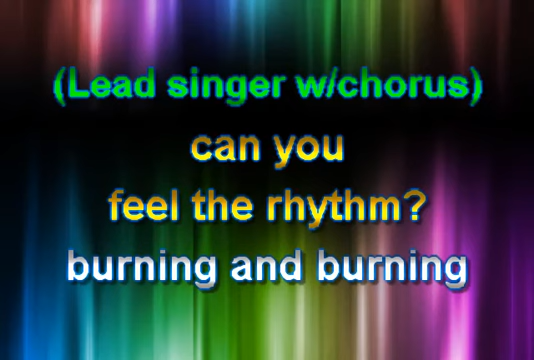 (Lead singer w/chorus)
can you
feel the rhythm?
burning and burning